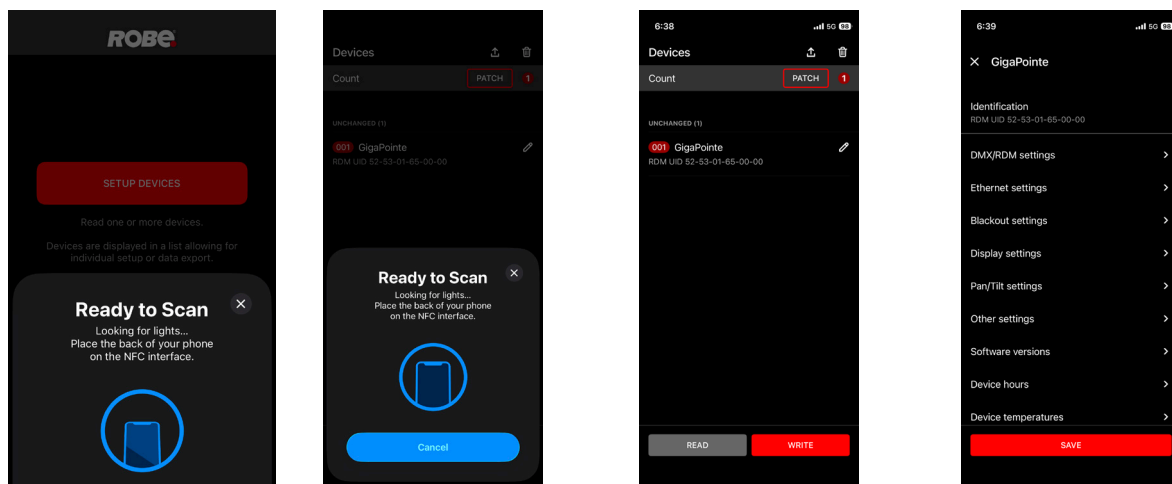 ROBE
SETUP DEVICES
Read one or more devices.
Devices are displayed in a list allowing for
individual setup or data export.
Ready to Scan
Looking for lights...
Place the back of your phone
on the NFC interface.
Devices
Count PATCH 1
UNCHANGED (1)
001 GigaPointe
RDM UID 52-53-01-65-00-00
Ready to Scan
Looking for lights...
Place the back of your phone
on the NFC interface.
Cancel
6:38 5G 98
Devices
Count PATCH 1
UNCHANGED (1)
001 GigaPointe
RDM UID 52-53-01-65-00-00
READ WRITE
6:39 5G 98
GigaPointe
Identification
RDM UID 52-53-01-65-00-00
DMX/RDM settings
Ethernet settings
Blackout settings
Display settings
Pan/Tilt settings
Other settings
Software versions
Device hours
Device temperatures
SAVE